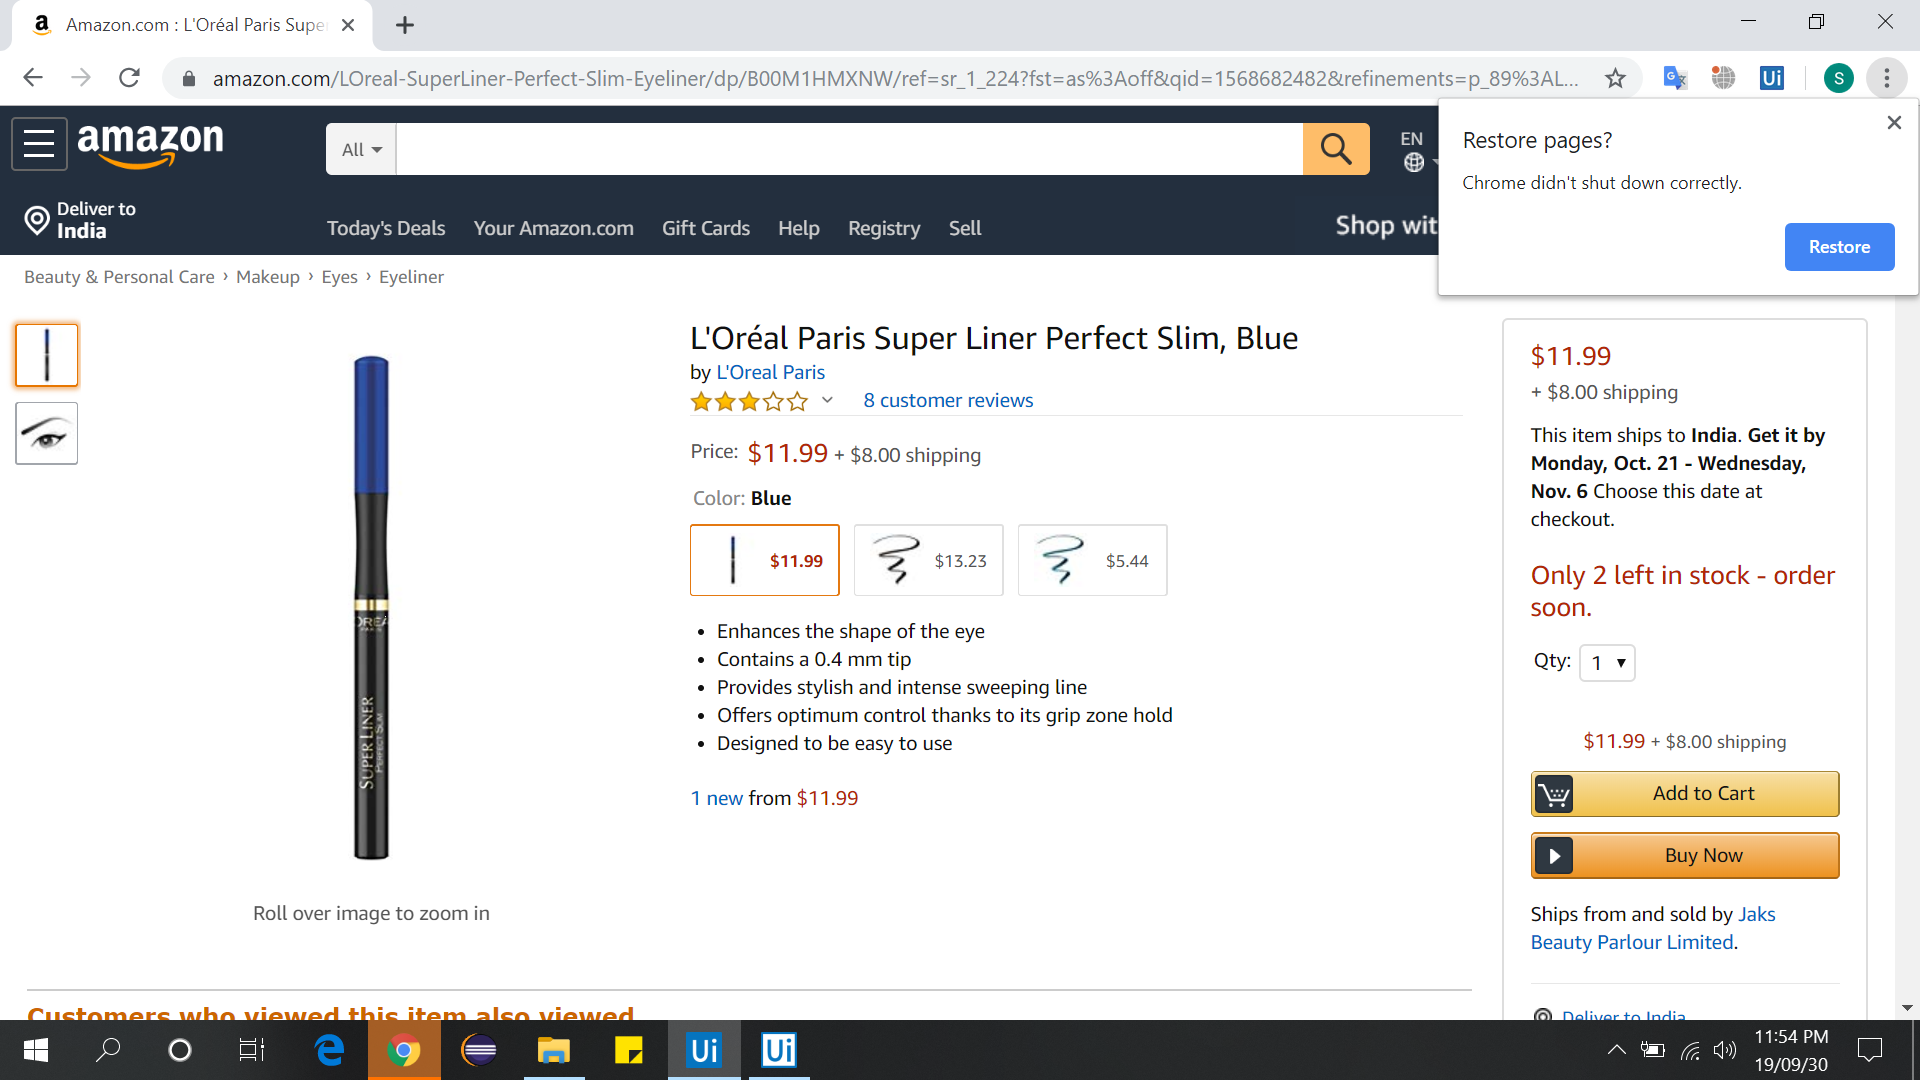 Amazon.com : L'Oréal Paris Supe
amazon.com/LOreal-SuperLiner-Perfect-Slim-Eyeliner/dp/B00M1HMXNW/ref=sr_1_224?fst=as%3Aoff&qid=1568682482&refinements=p_89%3AL...
S
Restore pages?
Chrome didn't shut down correctly.
Restore
amazon
All
EN
Deliver to
India
Today's Deals
Your Amazon.com
Gift Cards
Help
Registry
Sell
Shop wit
Beauty & Personal Care › Makeup › Eyes › Eyeliner
L'Oréal Paris Super Liner Perfect Slim, Blue
by L'Oreal Paris
8 customer reviews
Price: $11.99 + $8.00 shipping
Color: Blue
$11.99
$13.23
$5.44
Enhances the shape of the eye
Contains a 0.4 mm tip
Provides stylish and intense sweeping line
Offers optimum control thanks to its grip zone hold
Designed to be easy to use
1 new from $11.99
SUPER LINER
PERFECT SLIM
Roll over image to zoom in
$11.99
+ $8.00 shipping
This item ships to India. Get it by
Monday, Oct. 21 - Wednesday,
Nov. 6 Choose this date at
checkout.
Only 2 left in stock - order
soon.
Qty: 1
$11.99 + $8.00 shipping
Add to Cart
Buy Now
Ships from and sold by Jaks
Beauty Parlour Limited.
Deliver to India
Customers who viewed this item also viewed
Ui
Ui
11:54 PM
19/09/30